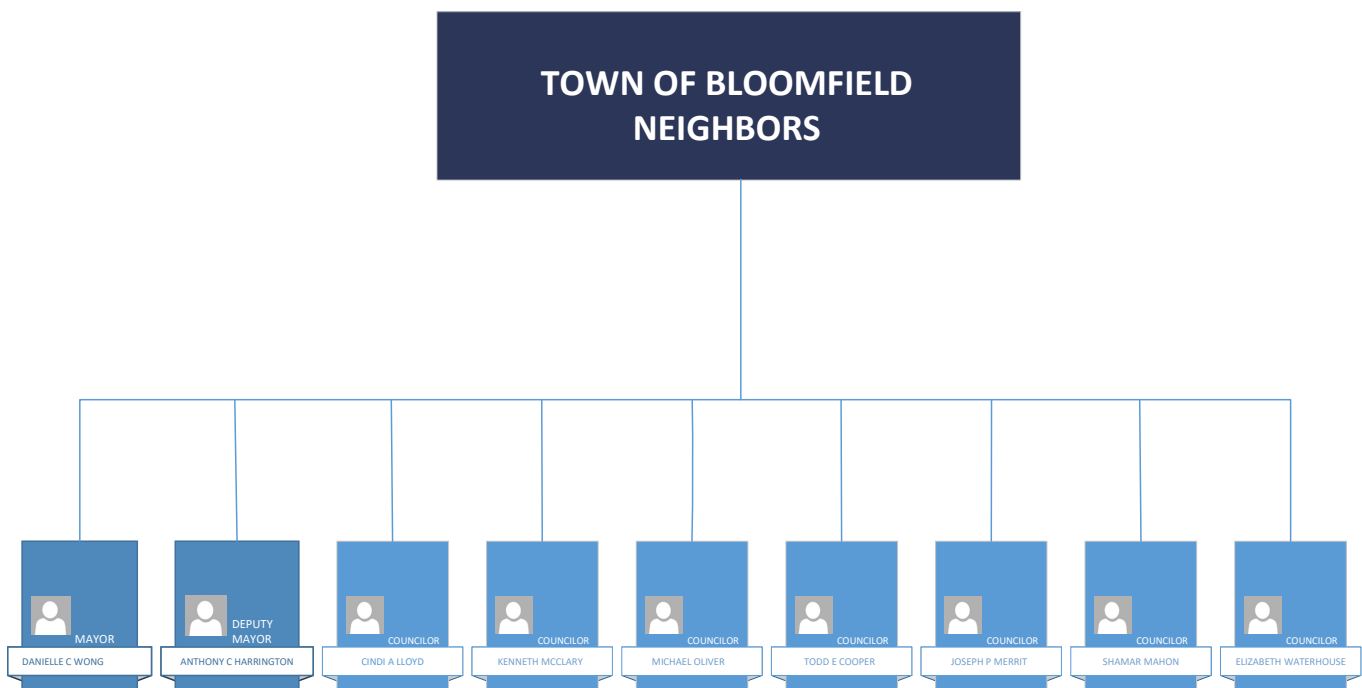 TOWN OF BLOOMFIELD
NEIGHBORS
MAYOR
DANIELLE C WONG
DEPUTY
MAYOR
ANTHONY C HARRINGTON
COUNCILOR
CINDI A LLOYD
COUNCILOR
KENNETH MCCLARY
COUNCILOR
MICHAEL OLIVER
COUNCILOR
TODD E COOPER
COUNCILOR
JOSEPH P MERRIT
COUNCILOR
SHAMAR MAHON
COUNCILOR
ELIZABETH WATERHOUSE